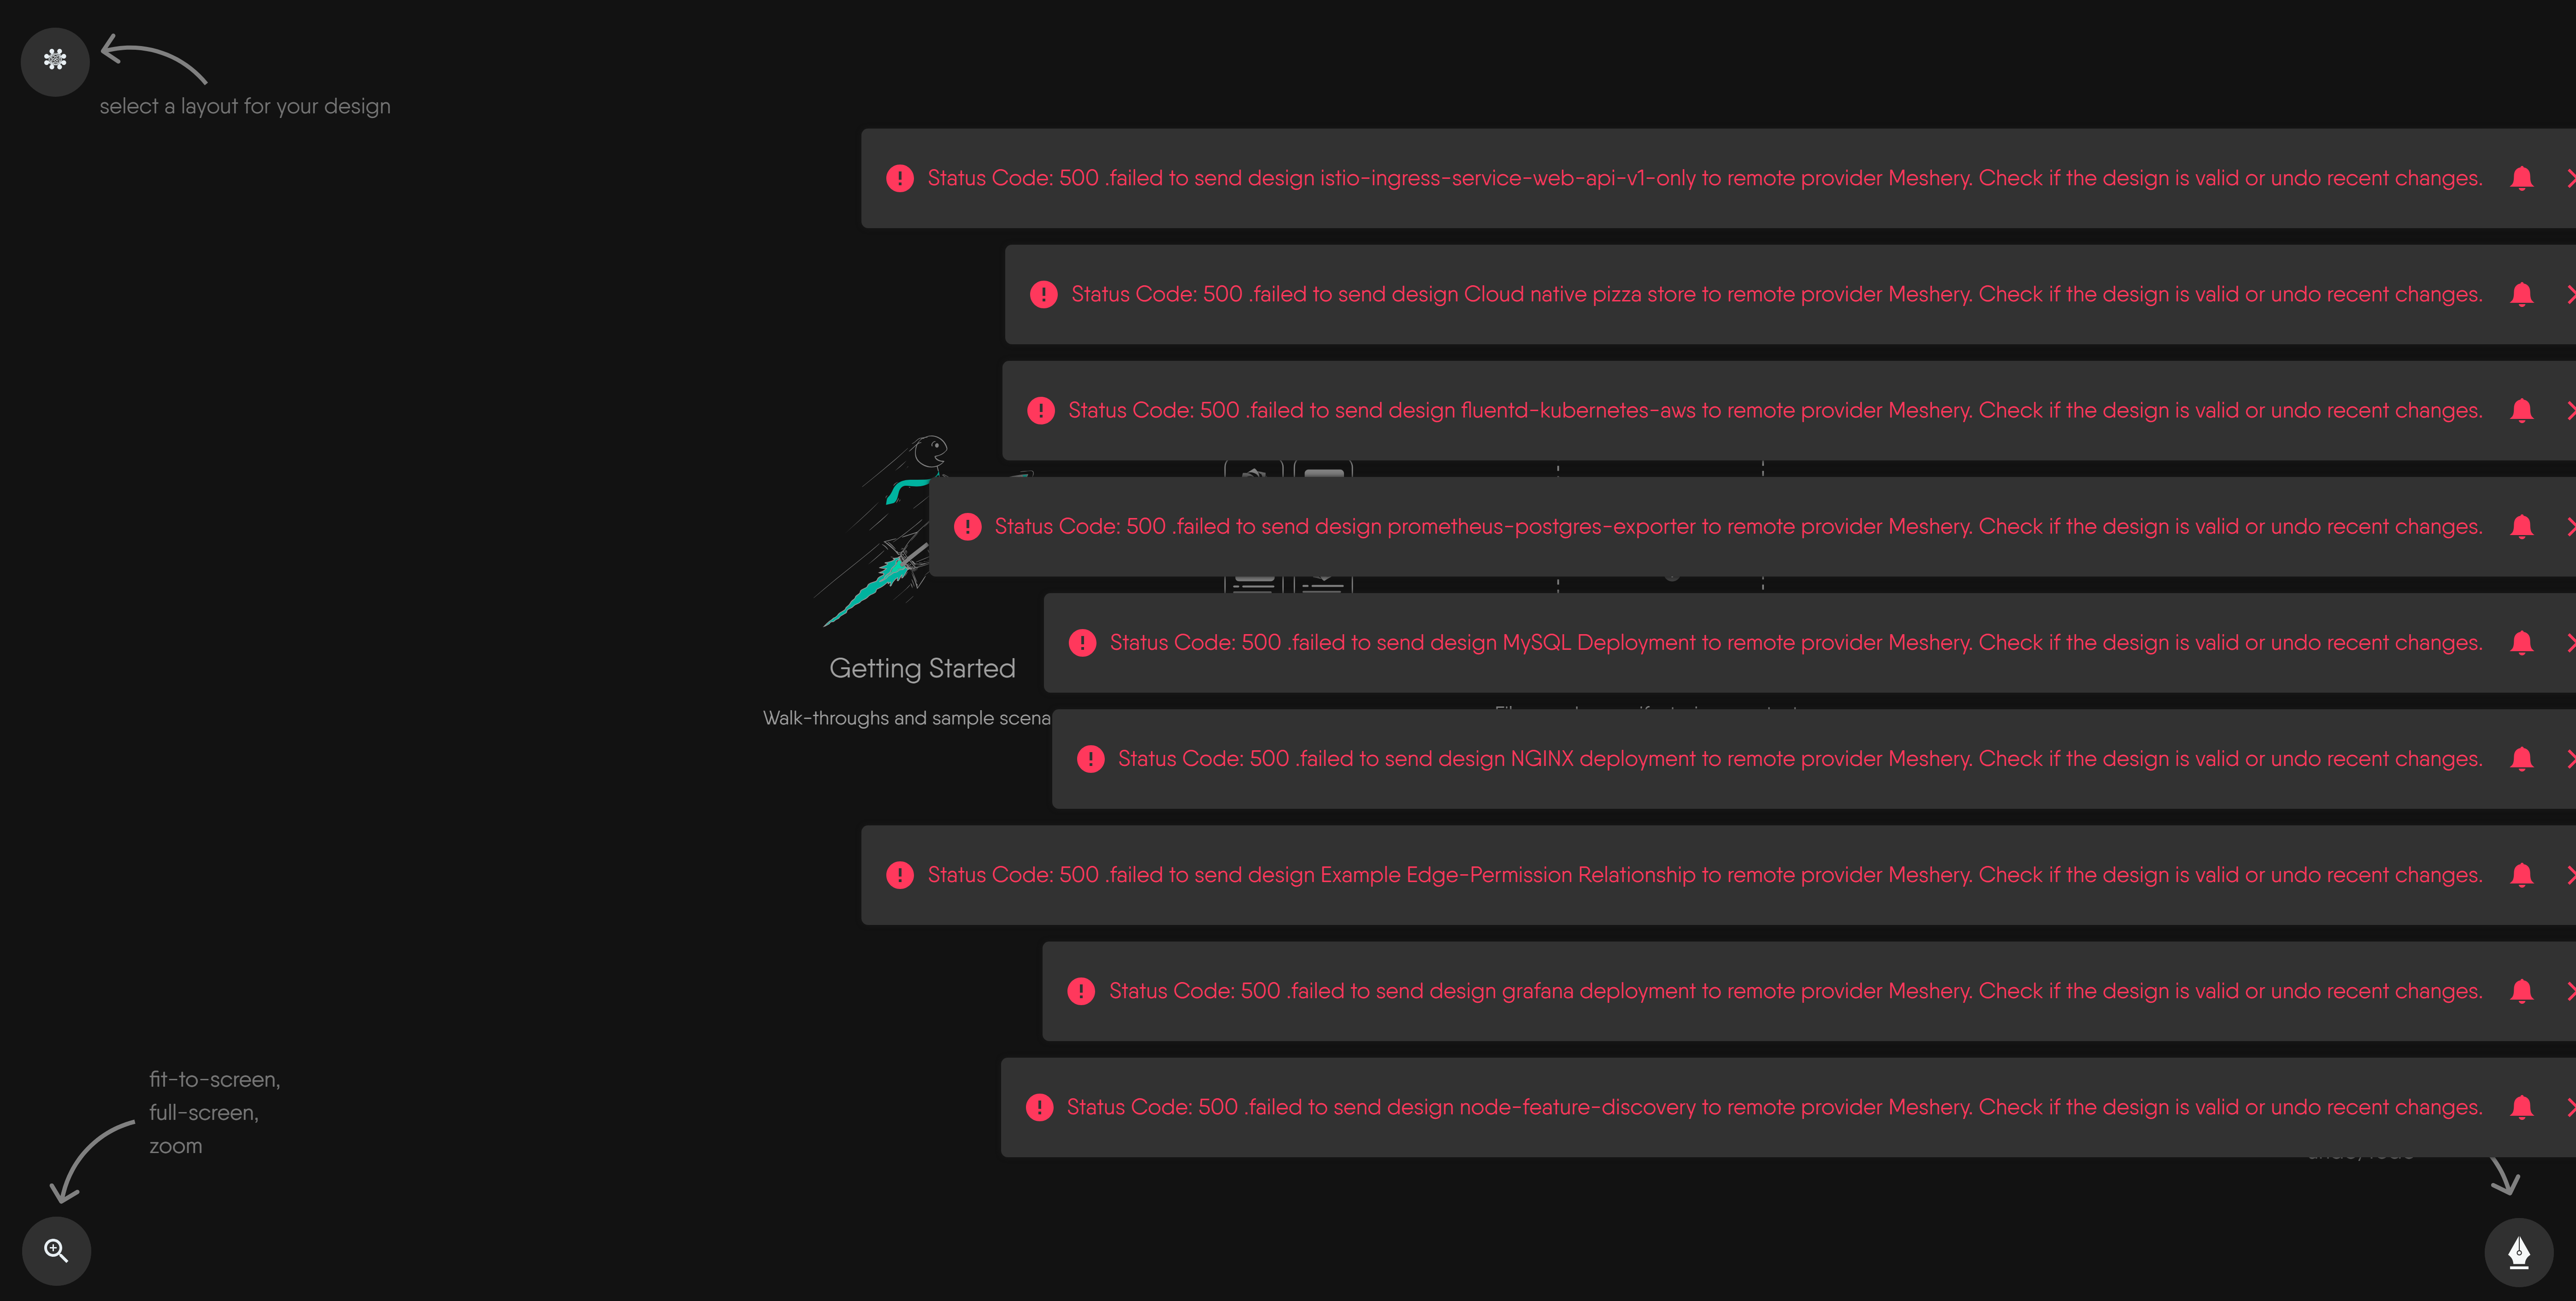 select a layout for your design
Status Code: 500 .failed to send design istio-ingress-service-web-api-v1-only to remote provider Meshery. Check if the design is valid or undo recent changes.
Status Code: 500 .failed to send design Cloud native pizza store to remote provider Meshery. Check if the design is valid or undo recent changes.
Status Code: 500 .failed to send design fluentd-kubernetes-aws to remote provider Meshery. Check if the design is valid or undo recent changes.
Status Code: 500 .failed to send design prometheus-postgres-exporter to remote provider Meshery. Check if the design is valid or undo recent changes.
Status Code: 500 .failed to send design MySQL Deployment to remote provider Meshery. Check if the design is valid or undo recent changes.
Getting Started
Walk-throughs and sample scena
Status Code: 500 .failed to send design NGINX deployment to remote provider Meshery. Check if the design is valid or undo recent changes.
Status Code: 500 .failed to send design Example Edge-Permission Relationship to remote provider Meshery. Check if the design is valid or undo recent changes.
Status Code: 500 .failed to send design grafana deployment to remote provider Meshery. Check if the design is valid or undo recent changes.
Status Code: 500 .failed to send design node-feature-discovery to remote provider Meshery. Check if the design is valid or undo recent changes.
fit-to-screen,
full-screen,
zoom